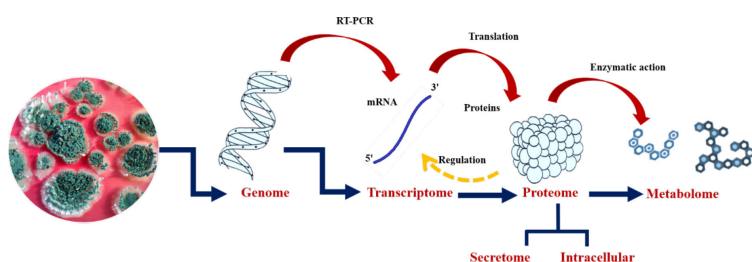 RT-PCR
Translation
Enzymatic action
3'
mRNA
Proteins
5'
Regulation
Genome
Transcriptome
Proteome
Metabolome
Secretome
Intracellular